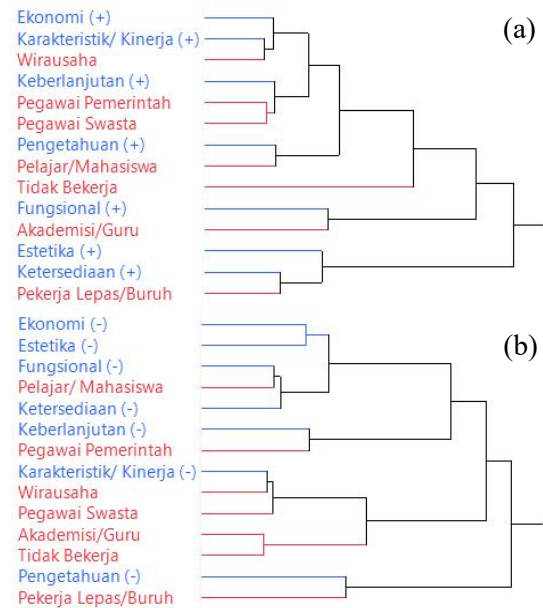 (a)
Ekonomi (+)
Karakteristik/ Kinerja (+)
Wirausaha
Keberlanjutan (+)
Pegawai Pemerintah
Pegawai Swasta
Pengetahuan (+)
Pelajar/Mahasiswa
Tidak Bekerja
Fungsional (+)
Akademisi/Guru
Estetika (+)
Ketersediaan (+)
Pekerja Lepas/Buruh
(b)
Ekonomi (-)
Estetika (-)
Fungsional (-)
Pelajar/ Mahasiswa
Ketersediaan (-)
Keberlanjutan (-)
Pegawai Pemerintah
Karakteristik/ Kinerja (-)
Wirausaha
Pegawai Swasta
Akademisi/Guru
Tidak Bekerja
Pengetahuan (-)
Pekerja Lepas/Buruh